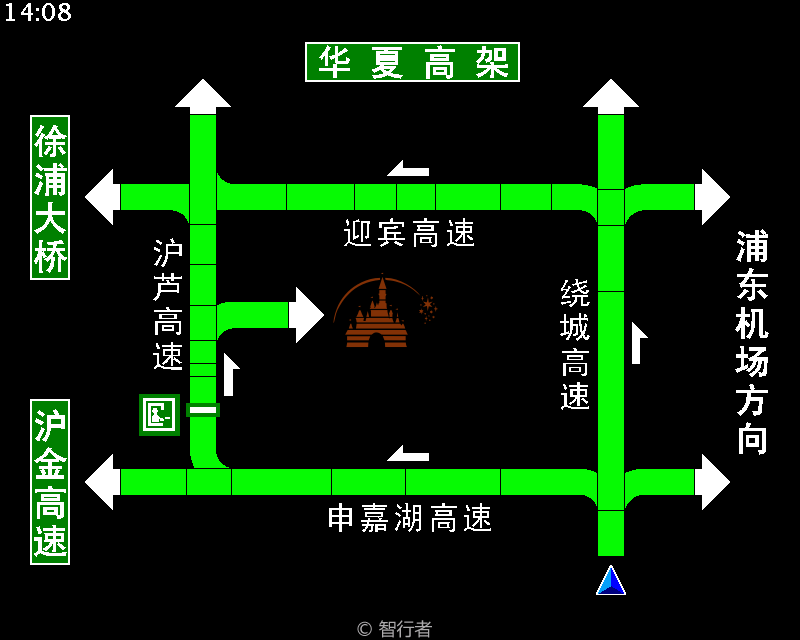 14:08
华夏高架
徐浦大桥
迎宾高速
沪芦高速
浦东机场方向
绕城高速
沪金高速
申嘉湖高速
© 智行者